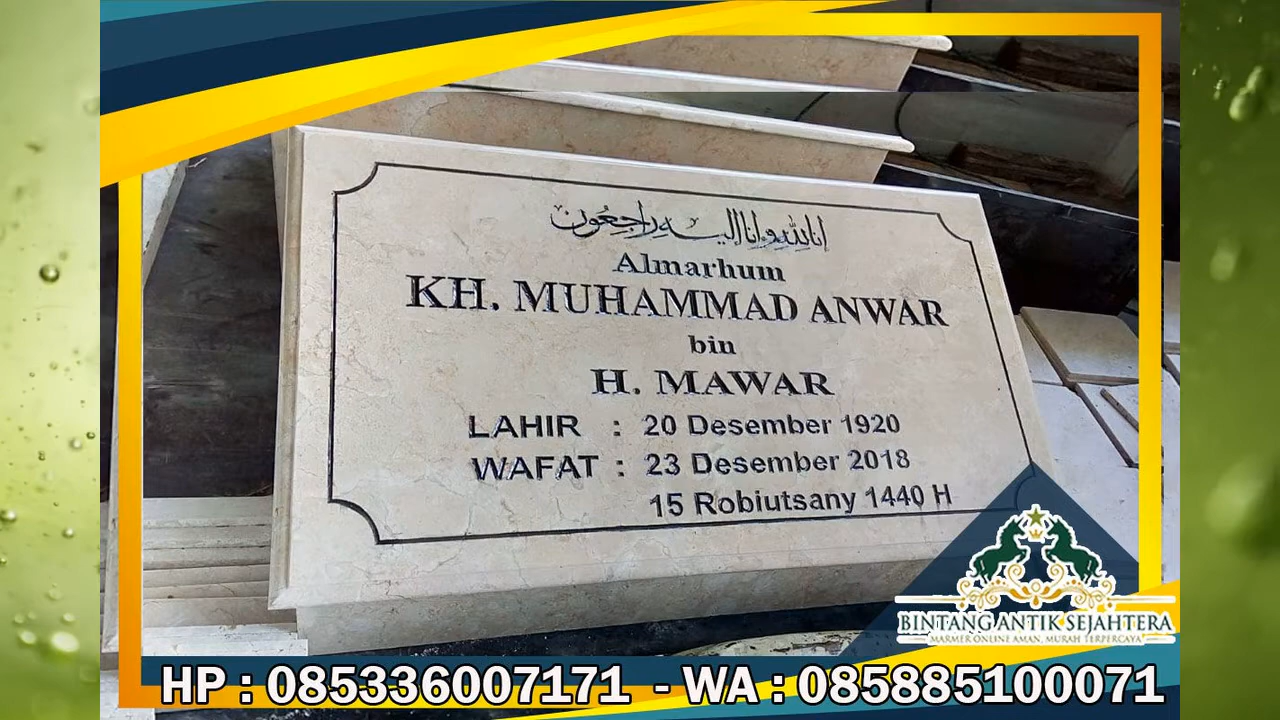 انا لله وانا اليه راجعون
Almarhum
KH. MUHAMMAD ANWAR
bin
H. MAWAR
LAHIR : 20 Desember 1920
WAFAT : 23 Desember 2018
15 Robiutsany 1440 H
BINTANG ANTIK SEJAHTERA
MARMER ONLINE AMAN, MURAH TERPERCAYA
HP : 085336007171 - WA : 085885100071